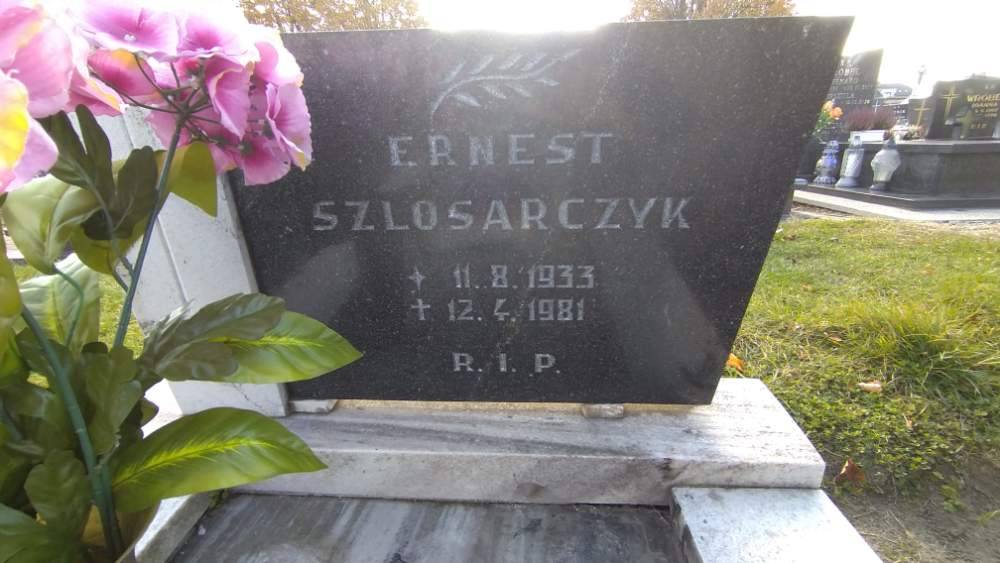 ERNEST
SZLOSARCZYK
✦ 11. 8. 1933
✝ 12. 4. 1981
R. I. P.